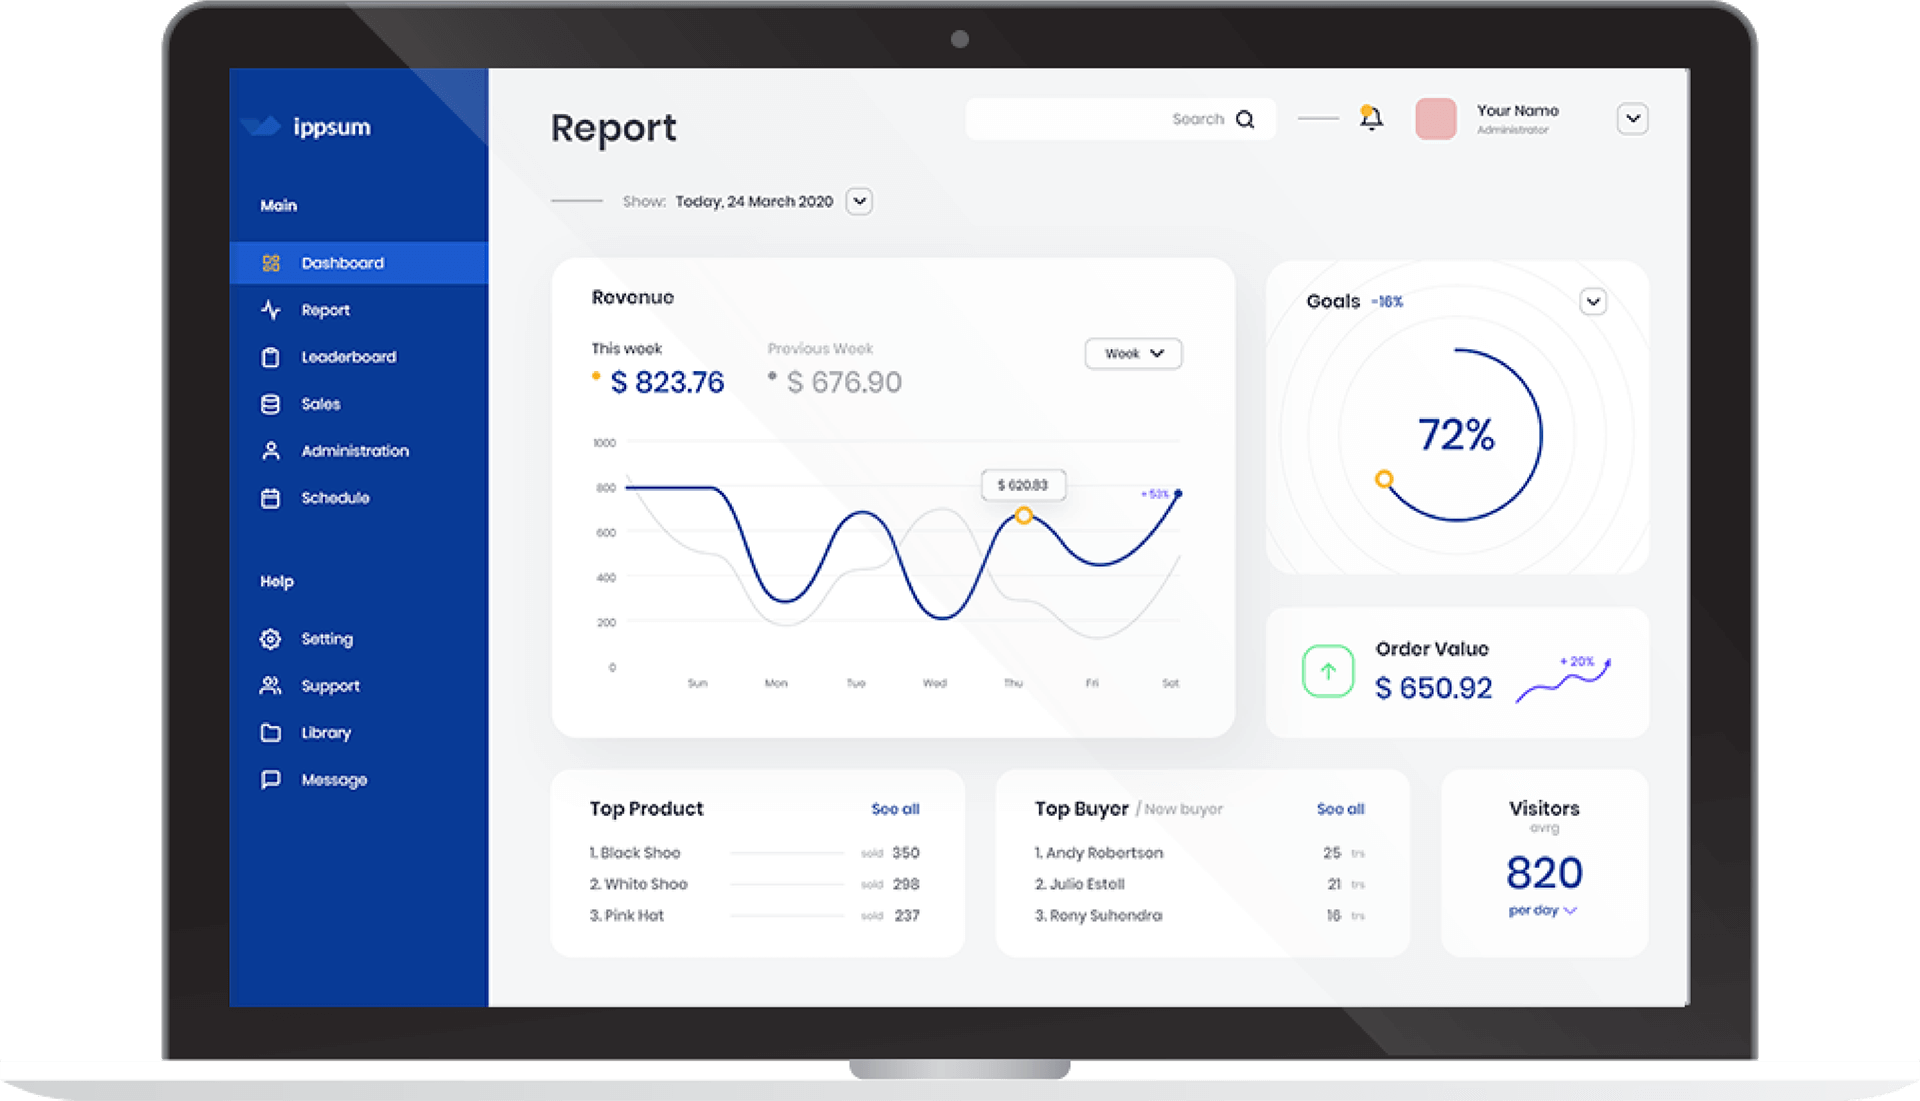 ippsum
Main
Dashboard
Report
Leaderboard
Sales
Administration
Schedule
Help
Setting
Support
Library
Message
Report
Search
Your Name
Administrator
Show: Today, 24 March 2020
Revenue
This week
$ 823.76
Previous Week
$ 676.90
Week
1000
800
600
400
200
0
$ 620.83
+ 53%
Sun Mon Tue Wed Thu Fri Sat
Goals -16%
72%
Order Value
$ 650.92
+ 20%
Top Product See all
1. Black Shoe sold 350
2. White Shoe sold 298
3. Pink Hat sold 237
Top Buyer / New buyer See all
1. Andy Robertson 25 trs
2. Julio Estoll 21 trs
3. Rony Suhendra 16 trs
Visitors
avrg
820
per day